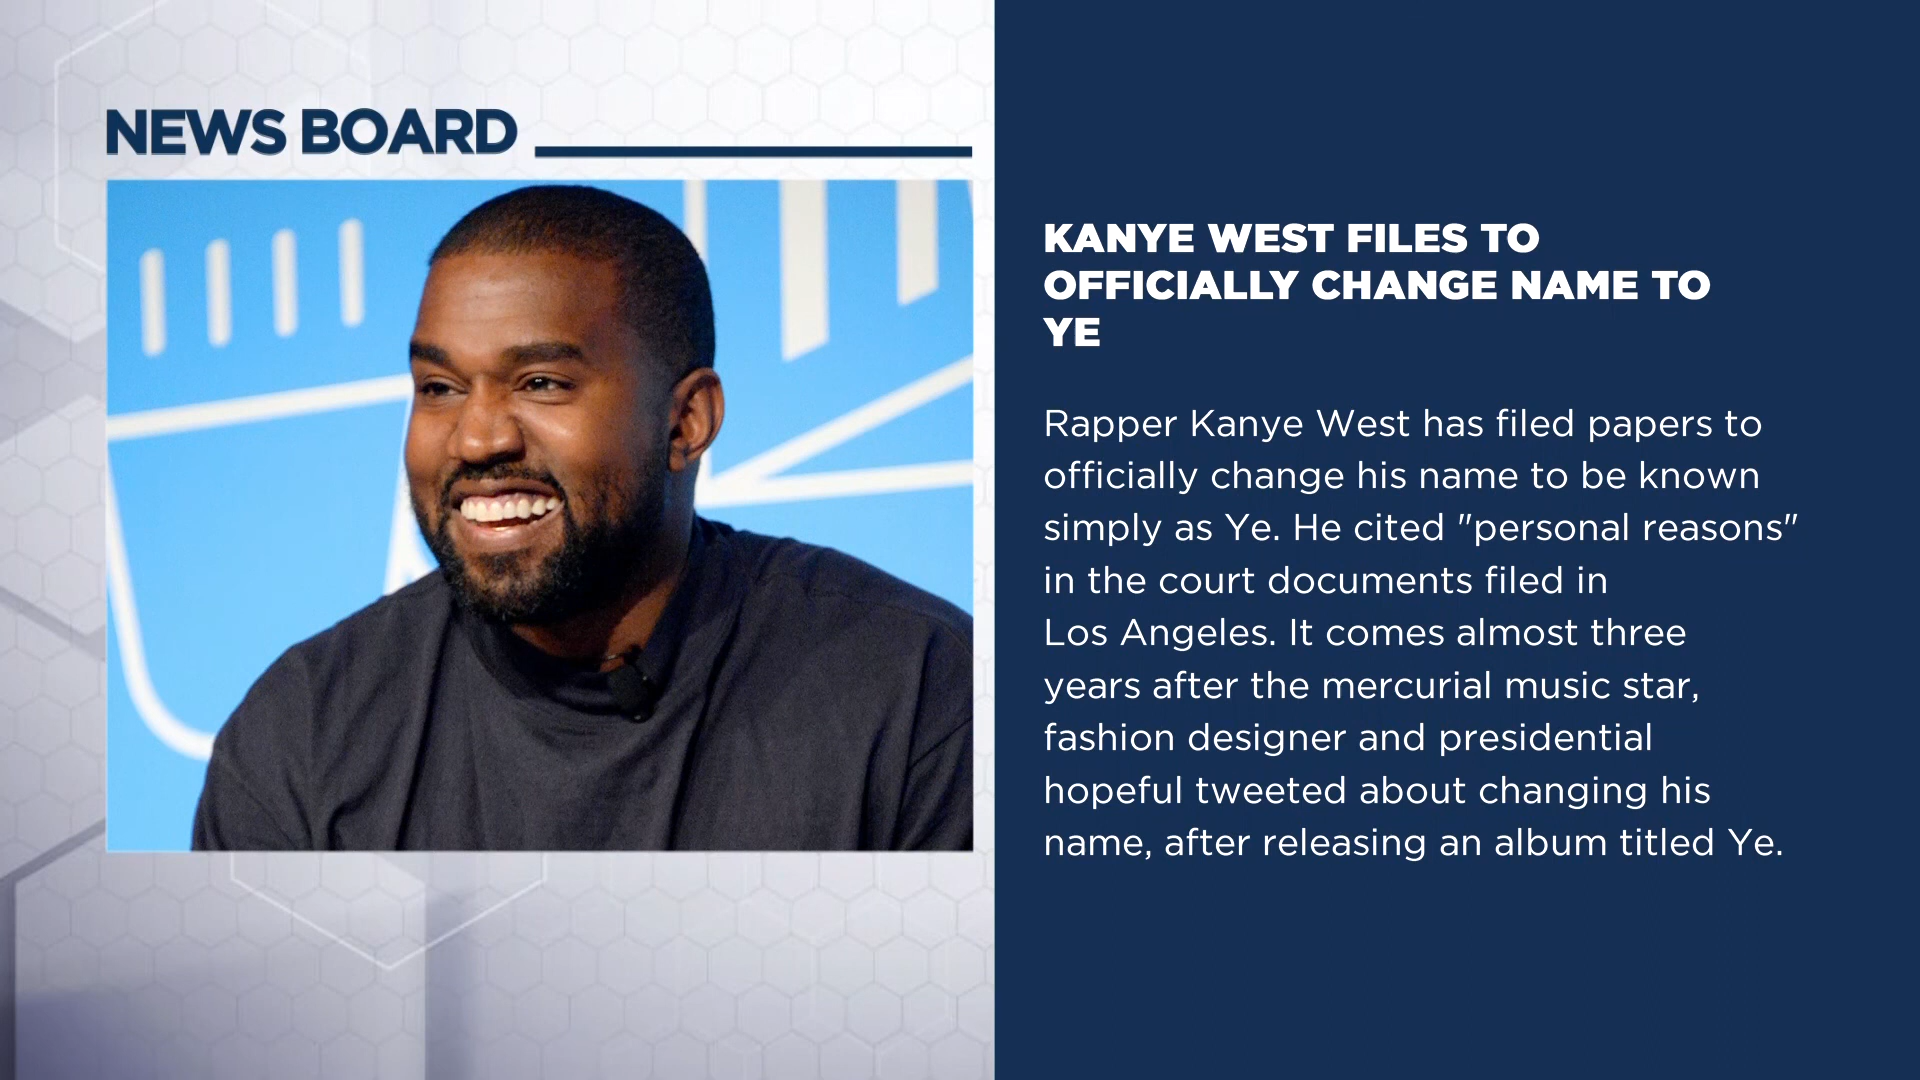 NEWS BOARD
KANYE WEST FILES TO
OFFICIALLY CHANGE NAME TO
YE
Rapper Kanye West has filed papers to
officially change his name to be known
simply as Ye. He cited "personal reasons"
in the court documents filed in
Los Angeles. It comes almost three
years after the mercurial music star,
fashion designer and presidential
hopeful tweeted about changing his
name, after releasing an album titled Ye.